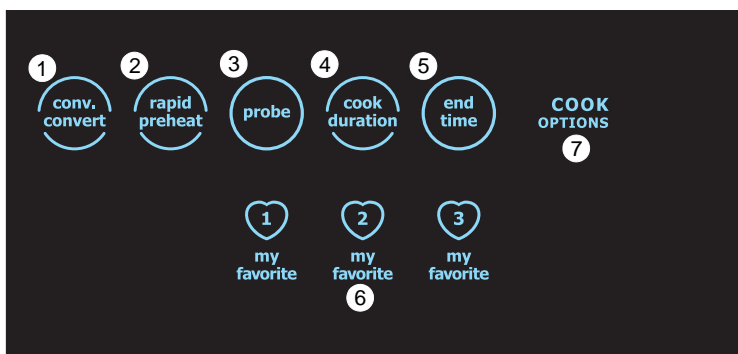 1
conv.
convert
2
rapid
preheat
3
probe
4
cook
duration
5
end
time
COOK
OPTIONS
7
1
my
favorite
2
my
favorite
6
3
my
favorite